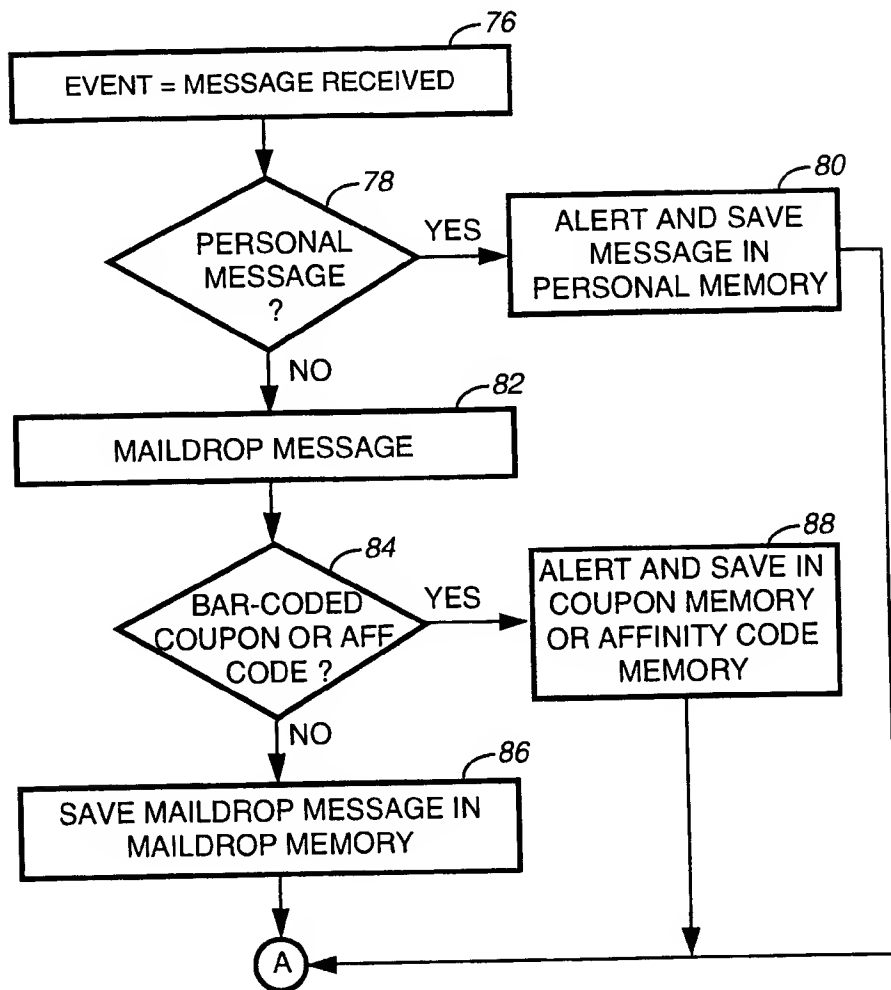 76
EVENT = MESSAGE RECEIVED
78
PERSONAL
MESSAGE
?
YES
80
ALERT AND SAVE
MESSAGE IN
PERSONAL MEMORY
NO
82
MAILDROP MESSAGE
84
BAR-CODED
COUPON OR AFF
CODE ?
YES
88
ALERT AND SAVE IN
COUPON MEMORY
OR AFFINITY CODE
MEMORY
NO
86
SAVE MAILDROP MESSAGE IN
MAILDROP MEMORY
A